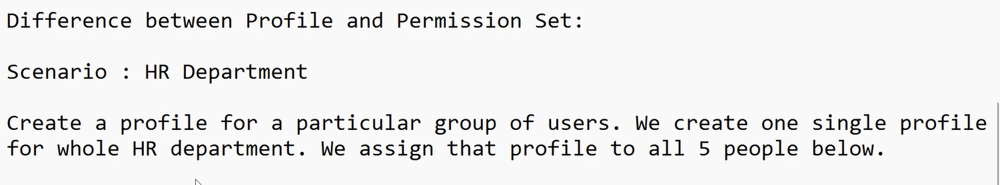 Difference between Profile and Permission Set:
Scenario : HR Department
Create a profile for a particular group of users. We create one single profile
for whole HR department. We assign that profile to all 5 people below.